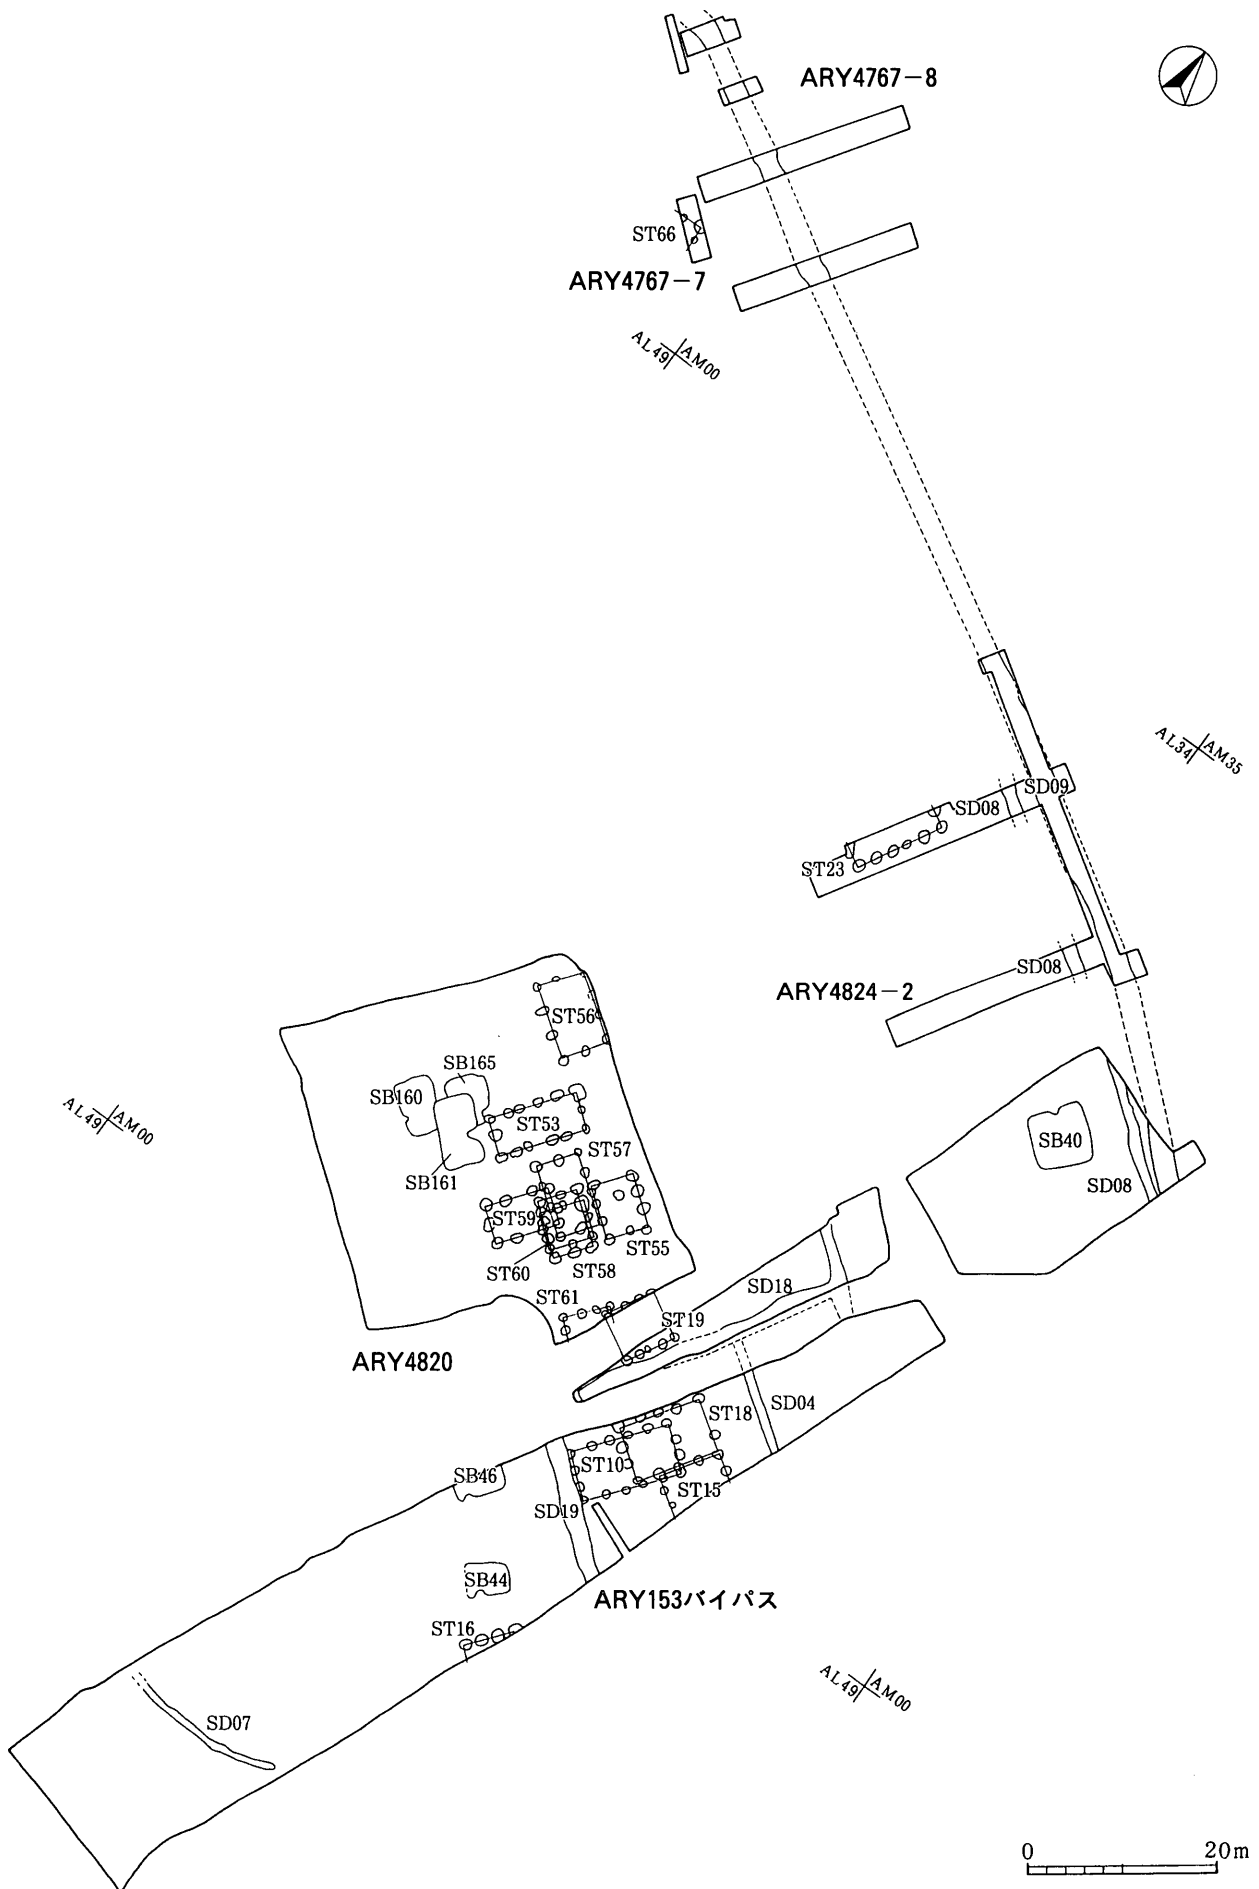 ARY4767-8
ST66
ARY4767-7
AL49 AM00
AL34 AM35
SD09
SD08
ST23
SD08
ARY4824-2
ST56
SB165
SB160
AL49 AM00
ST53
SB40
ST57
SB161
SD08
ST59
ST55
ST60
ST58
SD18
ST61
ST19
ARY4820
SD04
ST18
ST10
SB46
ST15
SD19
SB44
ARY153バイパス
ST16
AL49 AM00
SD07
0 20m